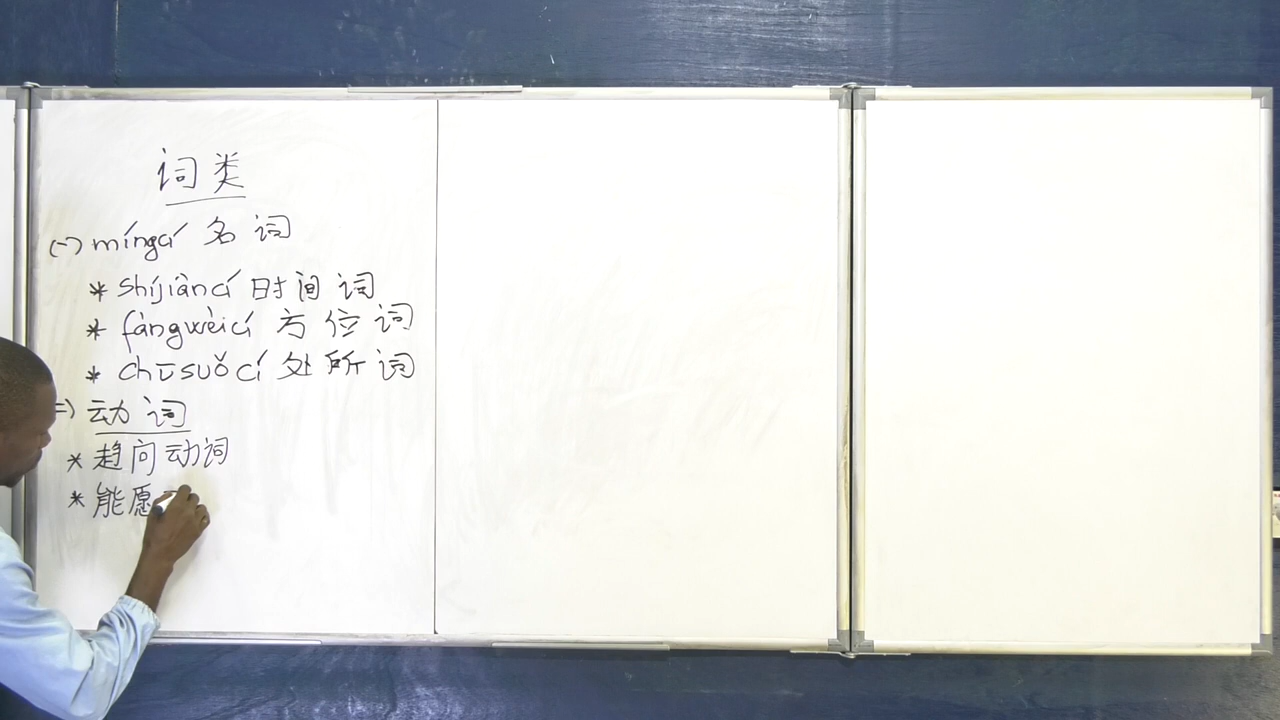 词类
(一) míngcí 名词
* shíjiāncí 时间词
* fāngwèicí 方位词
* chūsuǒcí 处所词
二) 动词
* 趋向动词
* 能愿